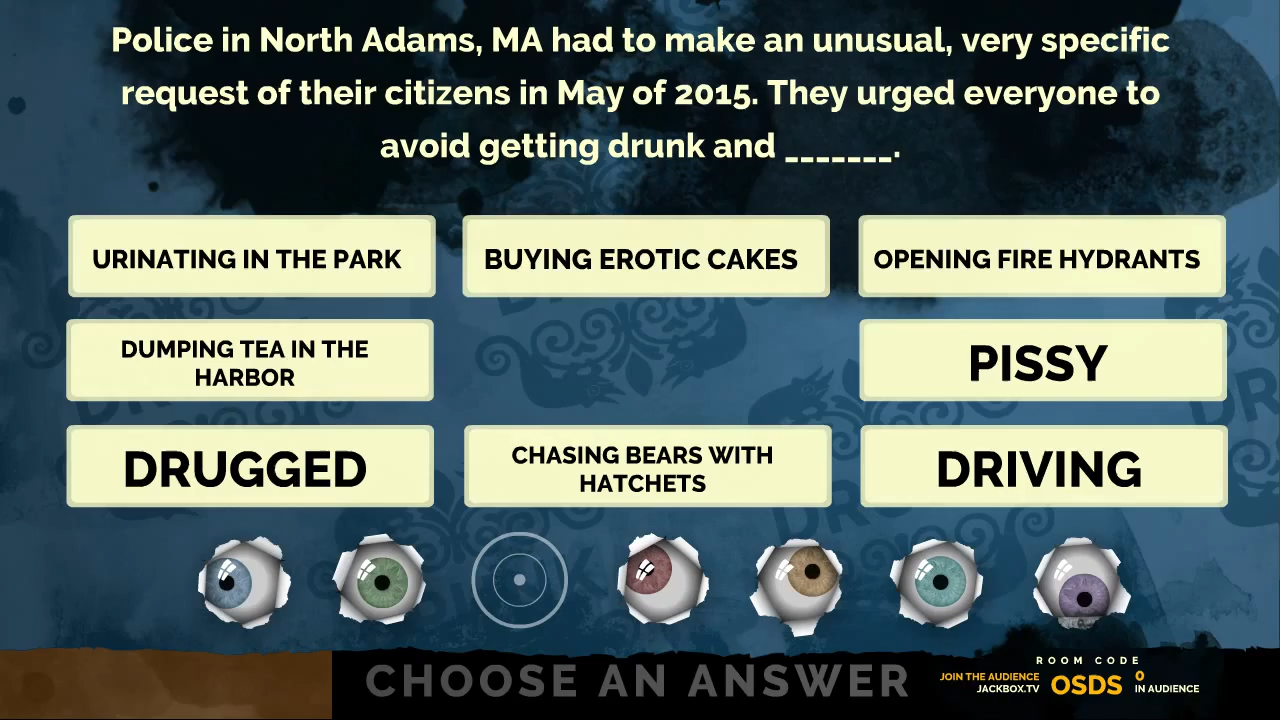 Police in North Adams, MA had to make an unusual, very specific
request of their citizens in May of 2015. They urged everyone to
avoid getting drunk and _______.
URINATING IN THE PARK
BUYING EROTIC CAKES
OPENING FIRE HYDRANTS
DUMPING TEA IN THE
HARBOR
PISSY
DRUGGED
CHASING BEARS WITH
HATCHETS
DRIVING
CHOOSE AN ANSWER
ROOM CODE
JOIN THE AUDIENCE
JACKBOX.TV
OSDS
0
IN AUDIENCE